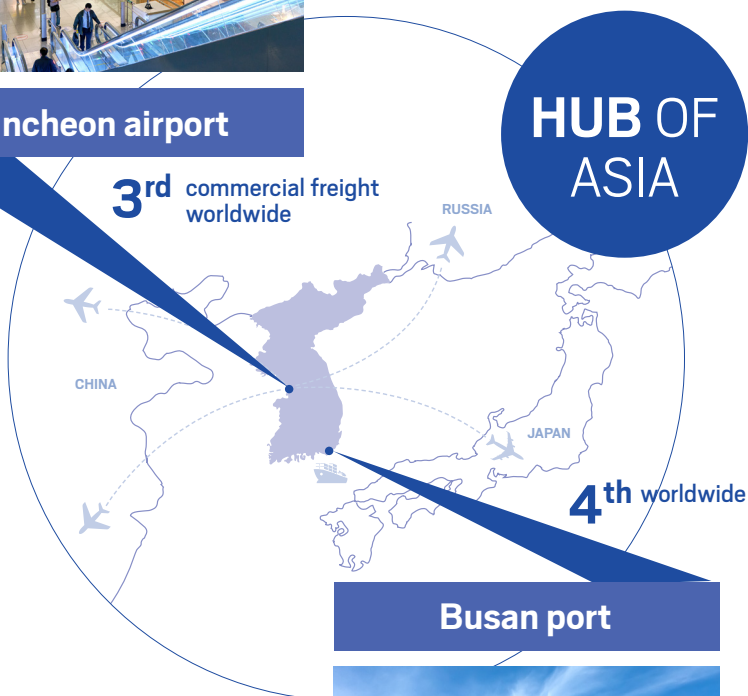 ncheon airport
HUB OF
ASIA
3rd commercial freight
worldwide
RUSSIA
CHINA
JAPAN
4th worldwide
Busan port